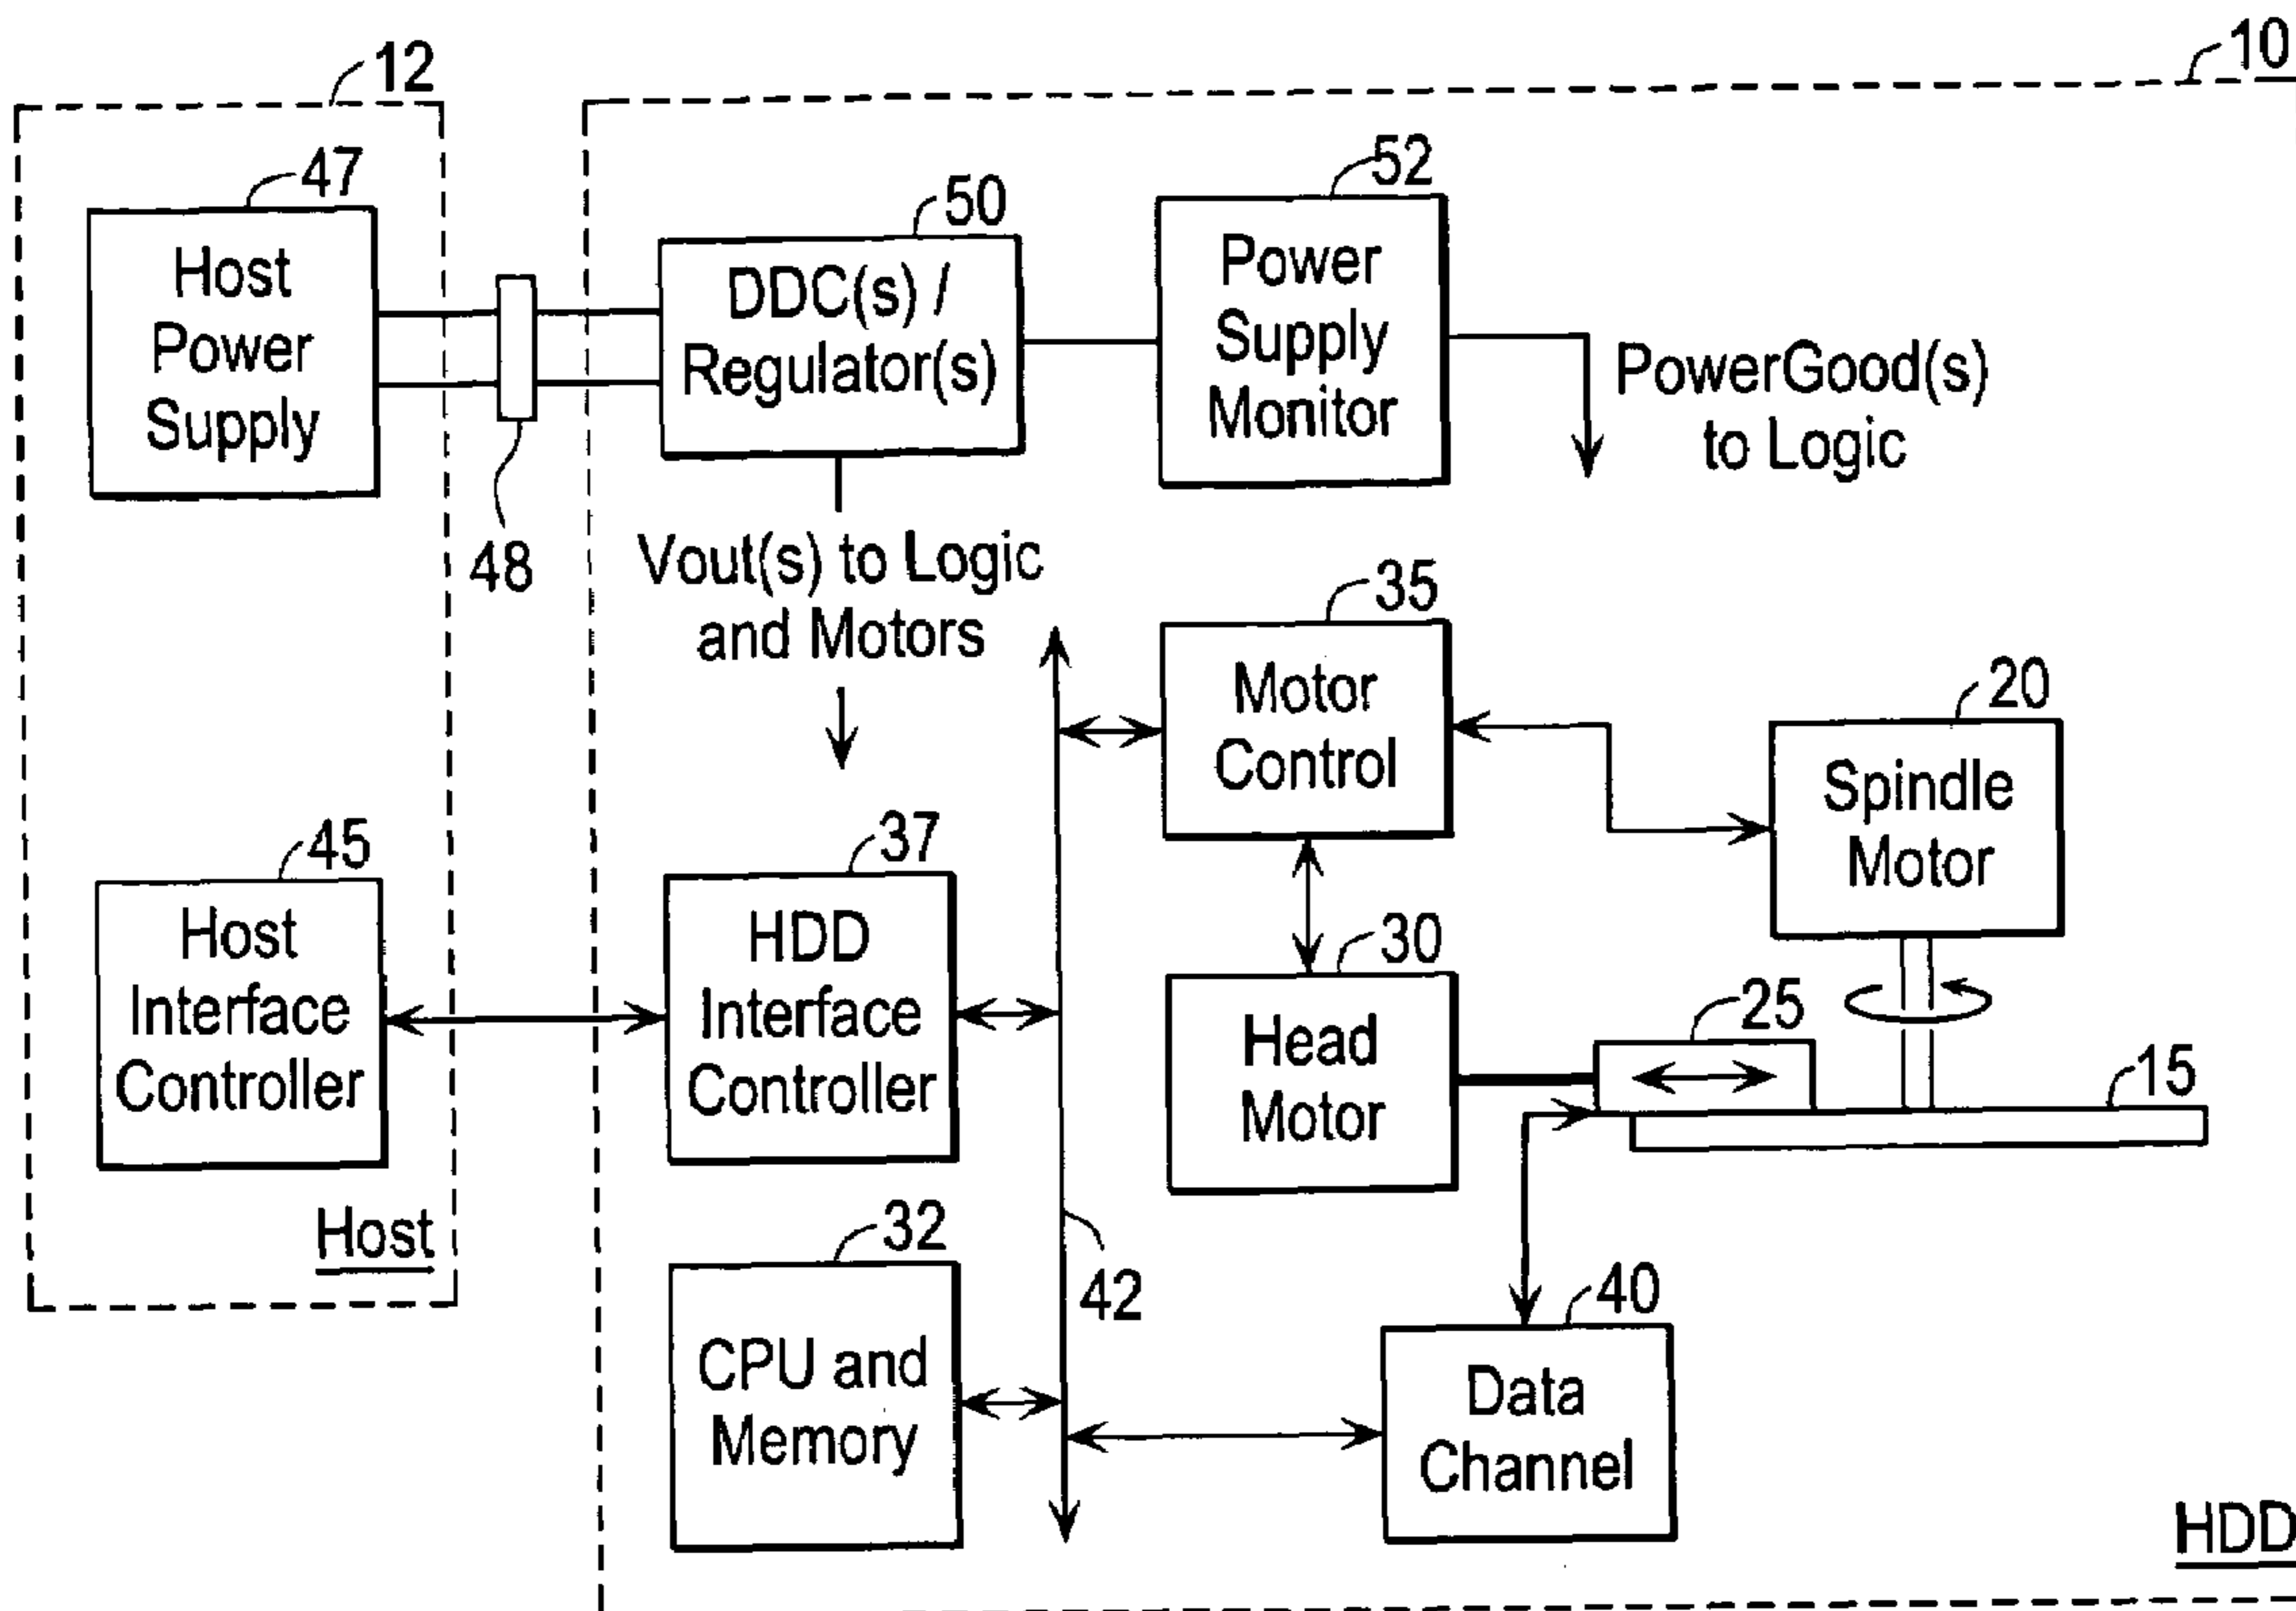 12
10
47
Host
Power
Supply
48
50
DDC(s) /
Regulator(s)
52
Power
Supply
Monitor
PowerGood(s)
to Logic
Vout(s) to Logic
and Motors
35
Motor
Control
20
Spindle
Motor
45
Host
Interface
Controller
Host
37
HDD
Interface
Controller
30
Head
Motor
25
15
32
CPU and
Memory
42
40
Data
Channel
HDD